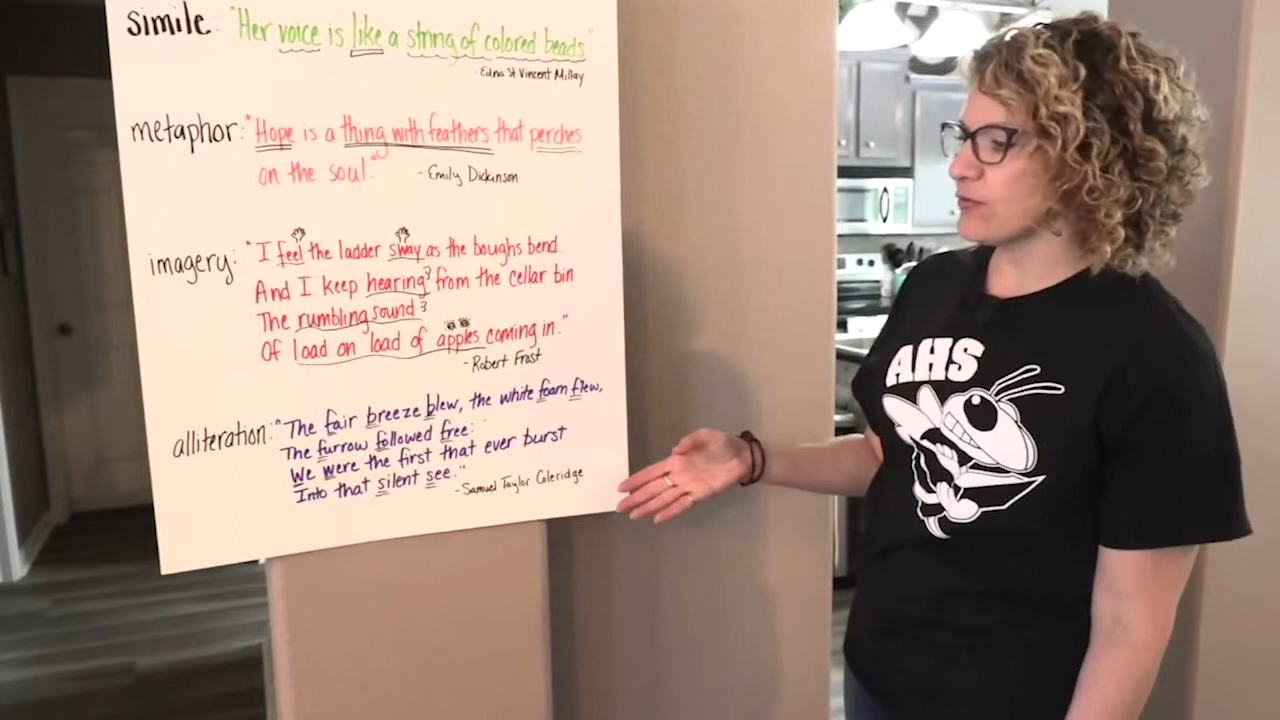 simile: "Her voice is like a string of colored beads"
- Edna St Vincent Millay
metaphor: "Hope is a thing with feathers that perches
on the soul."
- Emily Dickinson
imagery: "I feel the ladder sway as the boughs bend.
And I keep hearing from the cellar bin
The rumbling sound
Of load on load of apples coming in."
- Robert Frost
alliteration: "The fair breeze blew, the white foam flew,
The furrow followed free:
We were the first that ever burst
Into that silent see."
- Samuel Taylor Coleridge
AHS